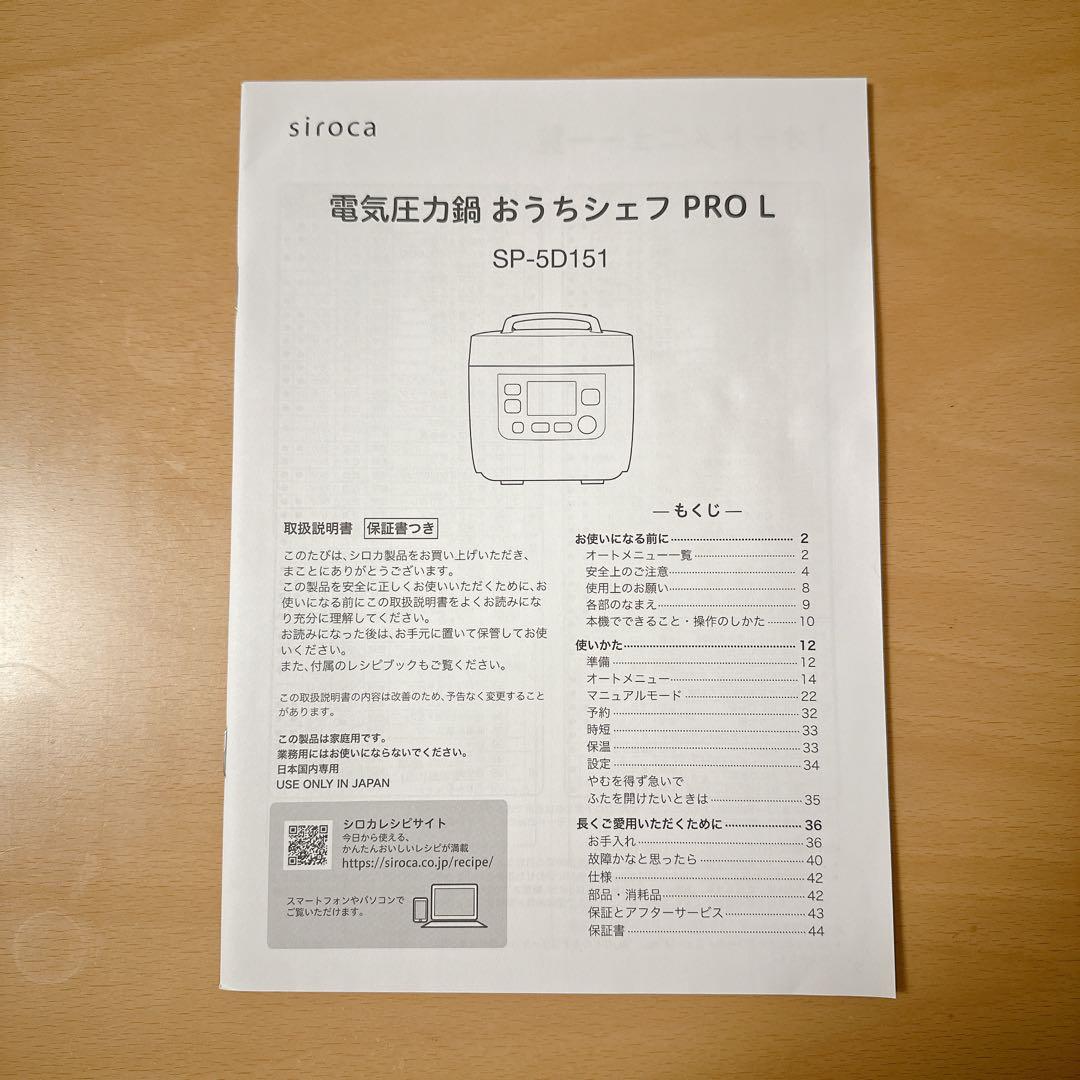 siroca
電気圧力鍋 おうちシェフ PRO L
SP-5D151
取扱説明書 保証書つき
このたびは、シロカ製品をお買い上げいただき、
まことにありがとうございます。
この製品を安全に正しくお使いいただくために、お
使いになる前にこの取扱説明書をよくお読みにな
り充分に理解してください。
お読みになった後は、お手元に置いて保管してお使
いください。
また、付属のレシピブックもご覧ください。
この取扱説明書の内容は改善のため、予告なく変更すること
があります。
この製品は家庭用です。
業務用にはお使いにならないでください。
日本国内専用
USE ONLY IN JAPAN
シロカレシピサイト
今日から使える、
かんたんおいしいレシピが満載
https://siroca.co.jp/recipe/
スマートフォンやパソコンで
ご覧いただけます。
― もくじ ―
お使いになる前に 2
オートメニュー一覧 2
安全上のご注意 4
使用上のお願い 8
各部のなまえ 9
本機でできること・操作のしかた 10
使いかた 12
準備 12
オートメニュー 14
マニュアルモード 22
予約 32
時短 33
保温 33
設定 34
やむを得ず急いで
ふたを開けたいときは 35
長くご愛用いただくために 36
お手入れ 36
故障かなと思ったら 40
仕様 42
部品・消耗品 42
保証とアフターサービス 43
保証書 44